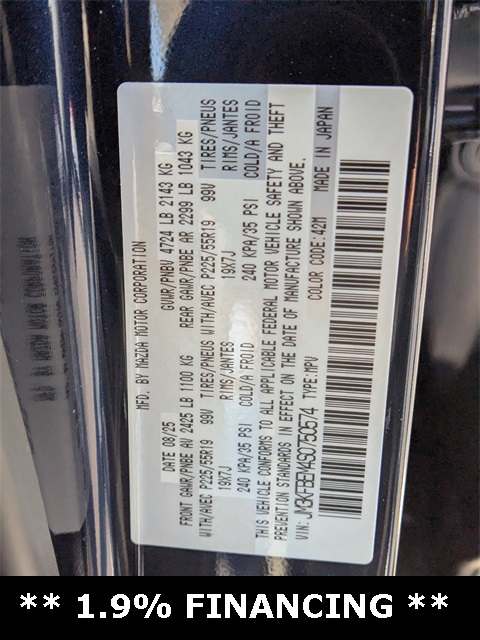 MFD. BY MAZDA MOTOR CORPORATION
DATE 08/25 GVWR/PNBV 4724 LB 2143 KG
FRONT GAWR/PNBE AV 2425 LB 1100 KG REAR GAWR/PNBE AR 2299 LB 1043 KG
WITH/AVEC P225/55R19 99V TIRES/PNEUS WITH/AVEC P225/55R19 99V TIRES/PNEUS
19X7J RIMS/JANTES 19X7J RIMS/JANTES
240 KPA/35 PSI COLD/A FROID 240 KPA/35 PSI COLD/A FROID
THIS VEHICLE CONFORMS TO ALL APPLICABLE FEDERAL MOTOR VEHICLE SAFETY AND THEFT
PREVENTION STANDARDS IN EFFECT ON THE DATE OF MANUFACTURE SHOWN ABOVE.
VIN: JM3KFBEM4S0750574 TYPE:MPV COLOR CODE:42M MADE IN JAPAN
** 1.9% FINANCING **